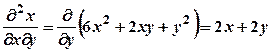 ∂²x/∂x∂y = ∂/∂y (6x² + 2xy + y²) = 2x + 2y